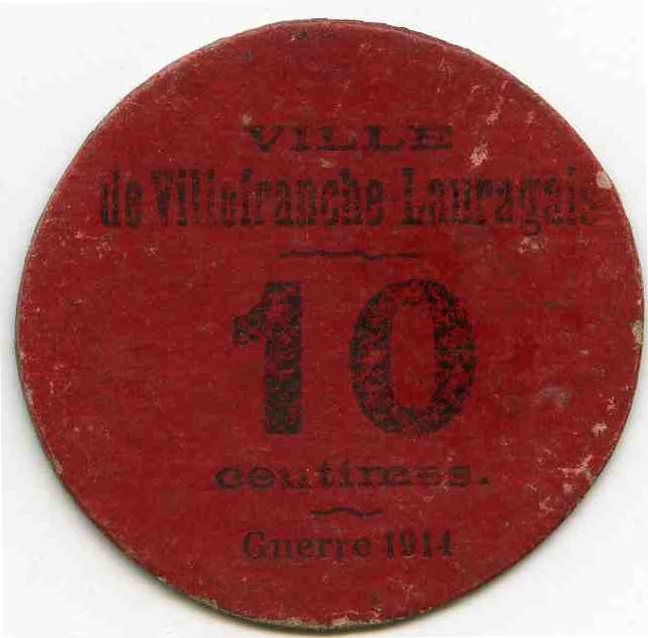 VILLE
de Villefranche-Lauragais
10
centimes.
Guerre 1914